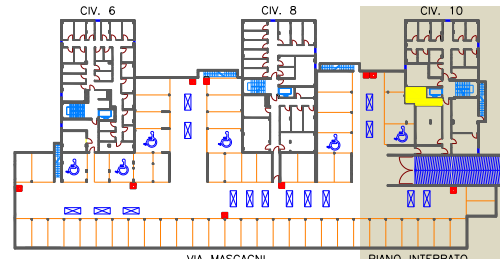 CIV. 6
CIV. 8
CIV. 10
VIA MASCAGNI
PIANO INTERRATO